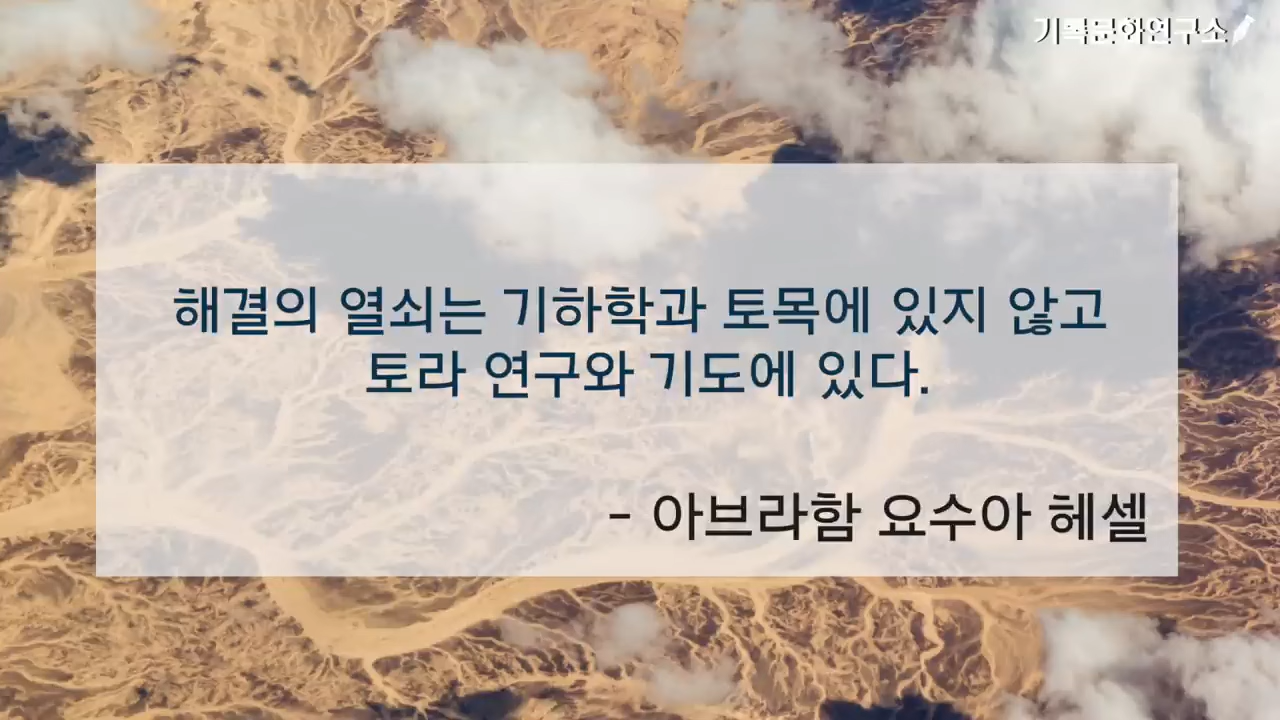 기록문화연구소
해결의 열쇠는 기하학과 토목에 있지 않고
토라 연구와 기도에 있다.
- 아브라함 요수아 헤셸